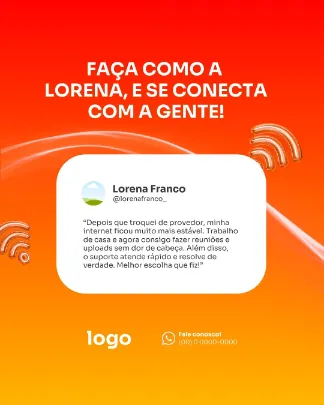 FAÇA COMO A
LORENA, E SE CONECTA
COM A GENTE!
Lorena Franco
@lorenafranco_
“Depois que troquei de provedor, minha
internet ficou muito mais estável. Trabalho
de casa e agora consigo fazer reuniões e
uploads sem dor de cabeça. Além disso,
o suporte atende rápido e resolve de
verdade. Melhor escolha que fiz!”
logo
Fale conosco!
(00) 0 0000-0000